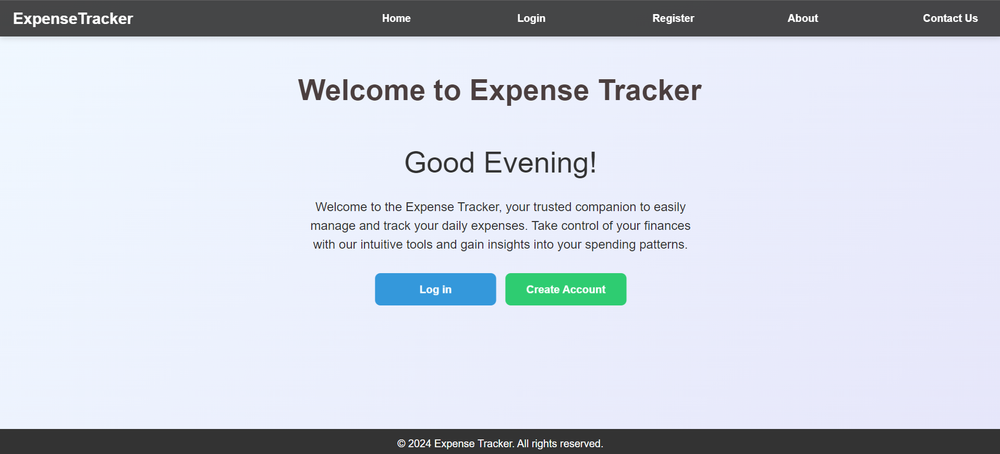 ExpenseTracker Home Login Register About Contact Us
Welcome to Expense Tracker
Good Evening!
Welcome to the Expense Tracker, your trusted companion to easily
manage and track your daily expenses. Take control of your finances
with our intuitive tools and gain insights into your spending patterns.
Log in Create Account
© 2024 Expense Tracker. All rights reserved.